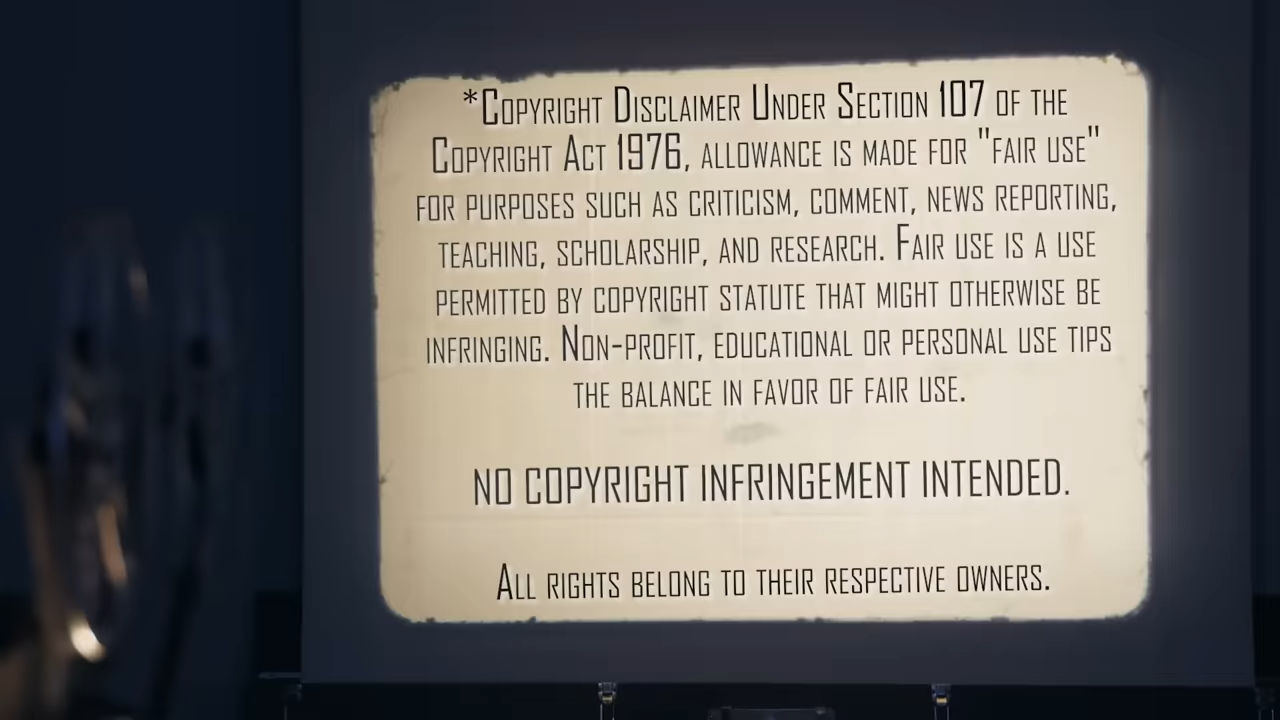 *Copyright Disclaimer Under Section 107 of the
Copyright Act 1976, allowance is made for "fair use"
for purposes such as criticism, comment, news reporting,
teaching, scholarship, and research. Fair use is a use
permitted by copyright statute that might otherwise be
infringing. Non-profit, educational or personal use tips
the balance in favor of fair use.
NO COPYRIGHT INFRINGEMENT INTENDED.
All rights belong to their respective owners.